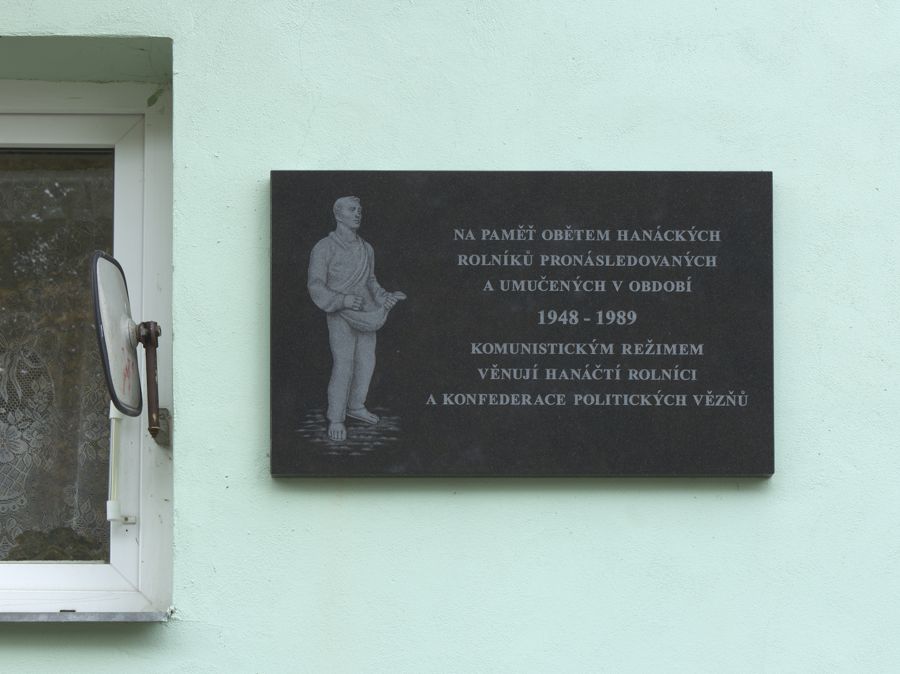 NA PAMĚŤ OBĚTEM HANÁCKÝCH
ROLNÍKŮ PRONÁSLEDOVANÝCH
A UMUČENÝCH V OBDOBÍ
1948 - 1989
KOMUNISTICKÝM REŽIMEM
VĚNUJÍ HANÁČTÍ ROLNÍCI
A KONFEDERACE POLITICKÝCH VĚZŇŮ